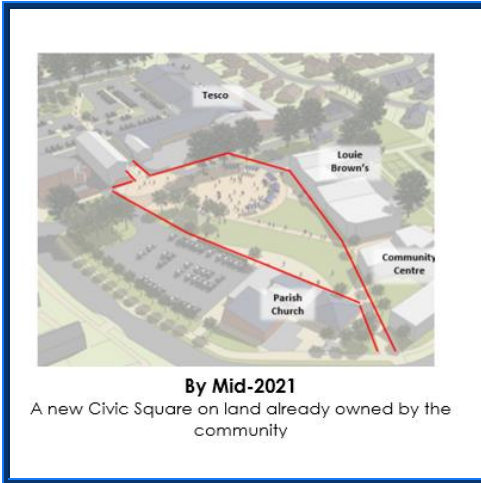 Tesco
Louie
Brown's
Community
Centre
Parish
Church
By Mid-2021
A new Civic Square on land already owned by the
community